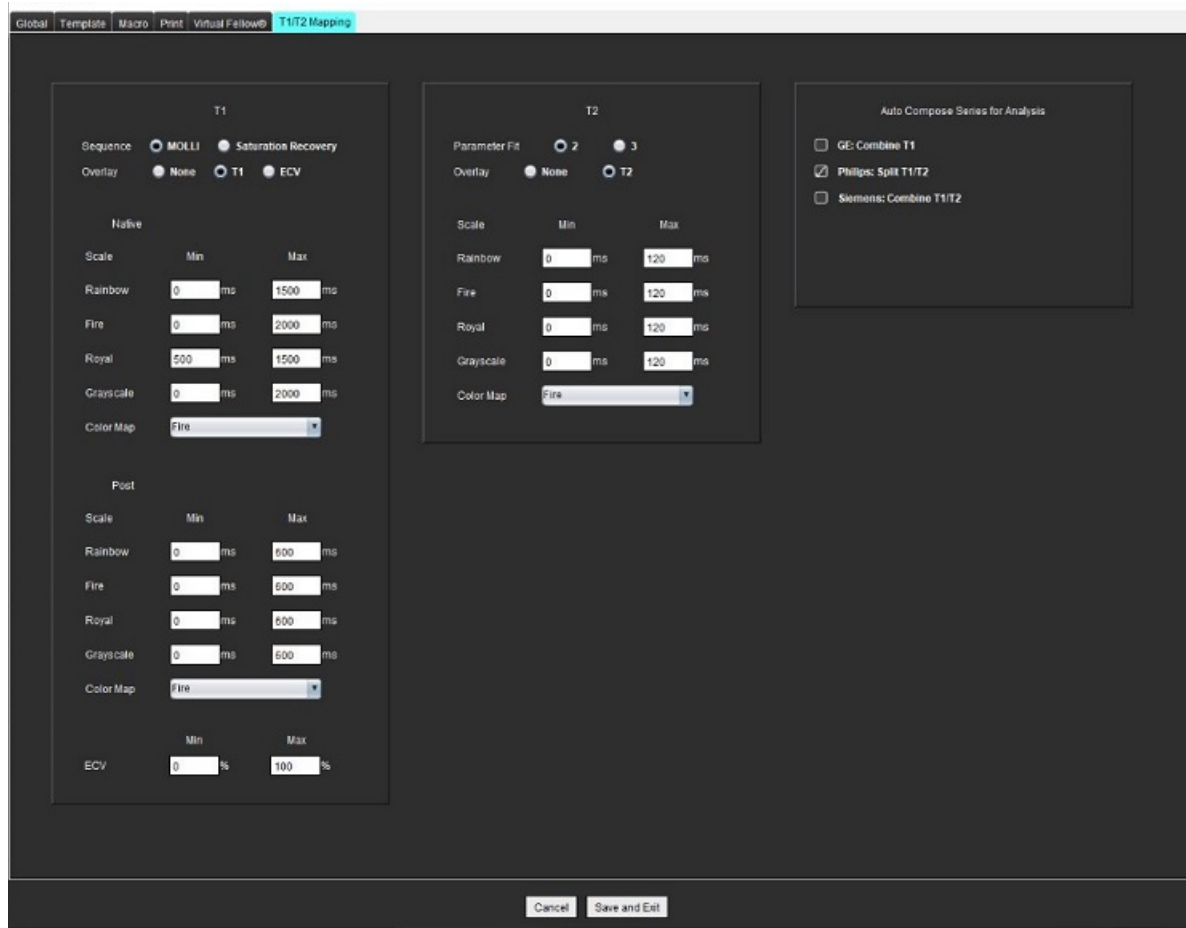 Global Template Macro Print Virtual Fellow® T1/T2 Mapping
T1
Sequence MOLLI Saturation Recovery
Overlay None T1 ECV
Native
Scale Min Max
Rainbow 0 ms 1500 ms
Fire 0 ms 2000 ms
Royal 500 ms 1500 ms
Grayscale 0 ms 2000 ms
Color Map Fire
Post
Scale Min Max
Rainbow 0 ms 600 ms
Fire 0 ms 600 ms
Royal 0 ms 600 ms
Grayscale 0 ms 600 ms
Color Map Fire
Min Max
ECV 0 % 100 %
T2
Parameter Fit 2 3
Overlay None T2
Scale Min Max
Rainbow 0 ms 120 ms
Fire 0 ms 120 ms
Royal 0 ms 120 ms
Grayscale 0 ms 120 ms
Color Map Fire
Auto Compose Series for Analysis
GE: Combine T1
Philips: Split T1/T2
Siemens: Combine T1/T2
Cancel Save and Exit